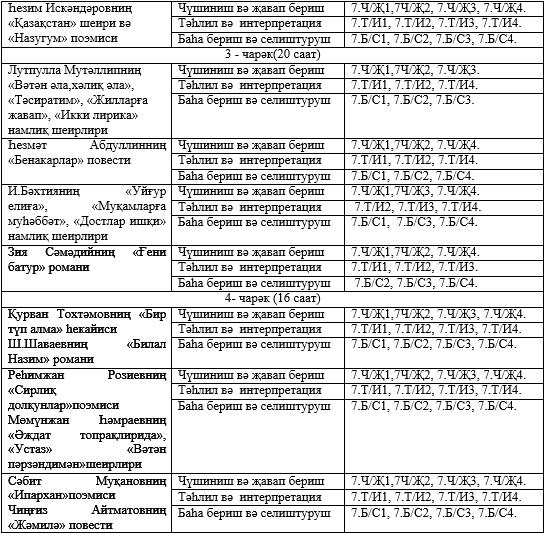 Һезим Искәндәровниң «Қазақстан» шеири вә «Назугум» поэмиси
Чүшиниш вә җавап бериш 7.Ч/Җ1,7Ч/Җ2, 7.Ч/Җ3, 7.Ч/Җ4.
Тәһлил вә интерпретация 7.Т/И1, 7.Т/И2, 7.Т/И3, 7.Т/И4.
Баһа бериш вә селиштуруш 7.Б/С1, 7.Б/С2, 7.Б/С3, 7.Б/С4.
3 - чарәк(20 саат)
Лутпулла Мутәллипниң
«Вәтән әла,хәлиқ әла»,
«Тәсиратим», «Жилларға
жавап», «Икки лирика»
намлиқ шеирлири
Чүшиниш вә җавап бериш 7.Ч/Җ1,7Ч/Җ2, 7.Ч/Җ3.
Тәһлил вә интерпретация 7.Т/И1, 7.Т/И2, 7.Т/И4.
Баһа бериш вә селиштуруш 7.Б/С1, 7.Б/С2, 7.Б/С3.
Һезмәт Абдуллинниң
«Бенакарлар» повести
Чүшиниш вә җавап бериш 7.Ч/Җ1,7Ч/Җ2, 7.Ч/Җ4.
Тәһлил вә интерпретация 7.Т/И1, 7.Т/И2, 7.Т/И4.
Баһа бериш вә селиштуруш 7.Б/С1, 7.Б/С2, 7.Б/С4.
И.Бәхтияниң «Уйғур
елиға», «Муқамларға
муһәббәт», «Достлар ишқи»
намлиқ шеирлири
Чүшиниш вә җавап бериш 7.Ч/Җ1,7Ч/Җ3, 7.Ч/Җ4.
Тәһлил вә интерпретация 7.Т/И2, 7.Т/И3, 7.Т/И4.
Баһа бериш вә селиштуруш 7.Б/С1, 7.Б/С3, 7.Б/С4.
Зия Сәмәдийниң «Ғени
батур» романи
Чүшиниш вә җавап бериш 7.Ч/Җ1,7Ч/Җ2, 7.Ч/Җ4.
Тәһлил вә интерпретация 7.Т/И1, 7.Т/И2, 7.Т/И3.
Баһа бериш вә селиштуруш 7.Б/С2, 7.Б/С3, 7.Б/С4.
4- чарәк (16 саат)
Қурван Тохтәмовниң «Бир
түп алма» һекайиси
Ш.Шаваевниң «Билал
Назим» романи
Чүшиниш вә җавап бериш 7.Ч/Җ1,7Ч/Җ2, 7.Ч/Җ3, 7.Ч/Җ4.
Тәһлил вә интерпретация 7.Т/И1, 7.Т/И2, 7.Т/И3, 7.Т/И4.
Баһа бериш вә селиштуруш 7.Б/С1, 7.Б/С2, 7.Б/С3, 7.Б/С4.
Реһимжан Розиевниң
«Сирлиқ
долқунлар»поэмиси
Мөмүнжан Һәмраевниң
«Әждат топрақлирида»,
«Устаз» «Вәтән
пәрзәндимән»шеирлири
Чүшиниш вә җавап бериш 7.Ч/Җ1,7Ч/Җ2, 7.Ч/Җ3, 7.Ч/Җ4.
Тәһлил вә интерпретация 7.Т/И1, 7.Т/И2, 7.Т/И3, 7.Т/И4.
Баһа бериш вә селиштуруш 7.Б/С1, 7.Б/С2, 7.Б/С3, 7.Б/С4.
Сәбит Муқановниң
«Ипархан»поэмиси
Чиңғиз Айтматовниң
«Жәмилә» повести
Чүшиниш вә җавап бериш 7.Ч/Җ1,7Ч/Җ2, 7.Ч/Җ3, 7.Ч/Җ4.
Тәһлил вә интерпретация 7.Т/И1, 7.Т/И2, 7.Т/И3, 7.Т/И4.
Баһа бериш вә селиштуруш 7.Б/С1, 7.Б/С2, 7.Б/С3, 7.Б/С4.